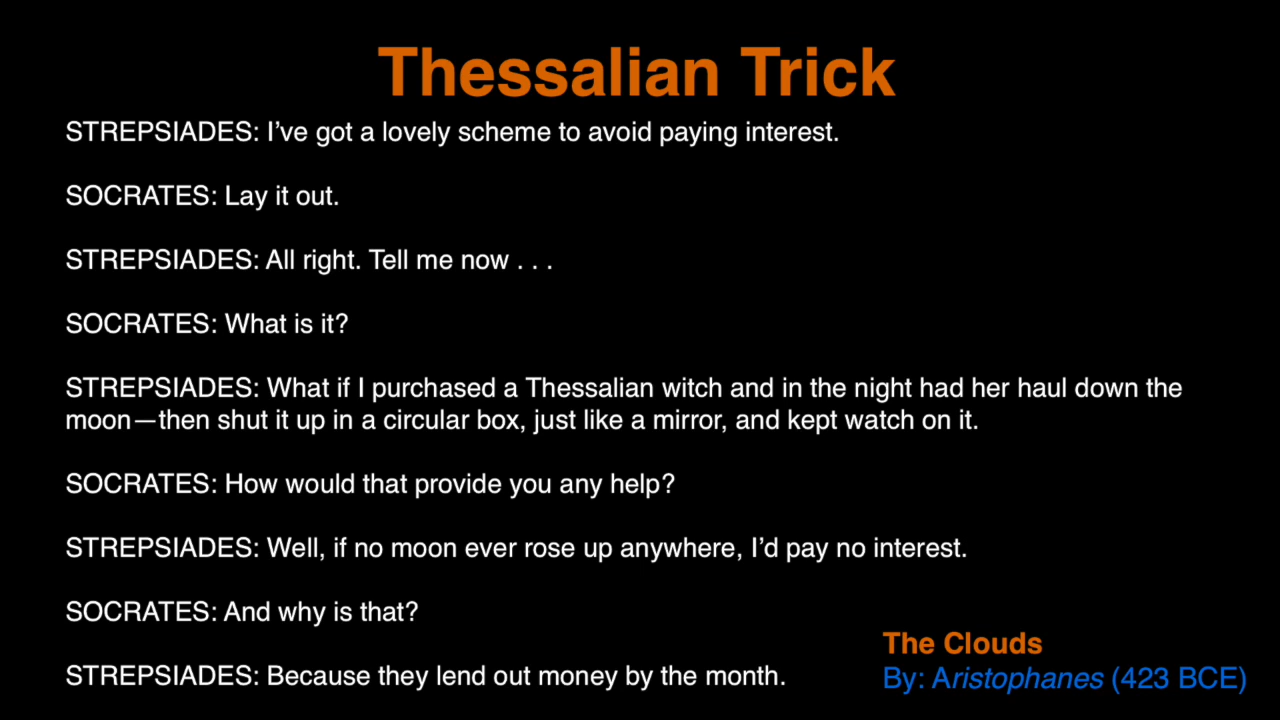 Thessalian Trick
STREPSIADES: I’ve got a lovely scheme to avoid paying interest.
SOCRATES: Lay it out.
STREPSIADES: All right. Tell me now . . .
SOCRATES: What is it?
STREPSIADES: What if I purchased a Thessalian witch and in the night had her haul down the
moon—then shut it up in a circular box, just like a mirror, and kept watch on it.
SOCRATES: How would that provide you any help?
STREPSIADES: Well, if no moon ever rose up anywhere, I’d pay no interest.
SOCRATES: And why is that?
STREPSIADES: Because they lend out money by the month.
The Clouds
By: Aristophanes (423 BCE)